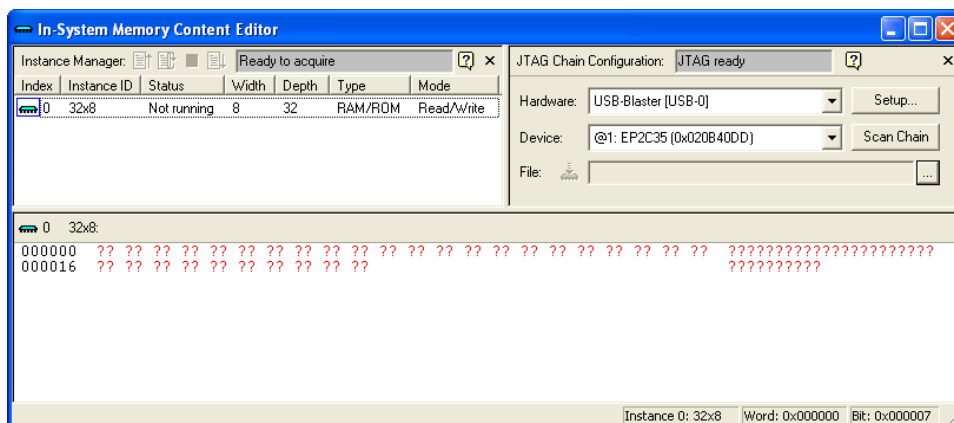 In-System Memory Content Editor
Instance Manager: Ready to acquire
Index Instance ID Status Width Depth Type Mode
0 32x8 Not running 8 32 RAM/ROM Read/Write
JTAG Chain Configuration: JTAG ready
Hardware: USB-Blaster [USB-0] Setup...
Device: @1: EP2C35 (0x020B40DD) Scan Chain
File: ...
0 32x8:
000000 ?? ?? ?? ?? ?? ?? ?? ?? ?? ?? ?? ?? ?? ?? ?? ?? ?? ?? ?? ?? ?? ?? ??????????????????????
000016 ?? ?? ?? ?? ?? ?? ?? ?? ?? ?? ??????????
Instance 0: 32x8 Word: 0x000000 Bit: 0x000007